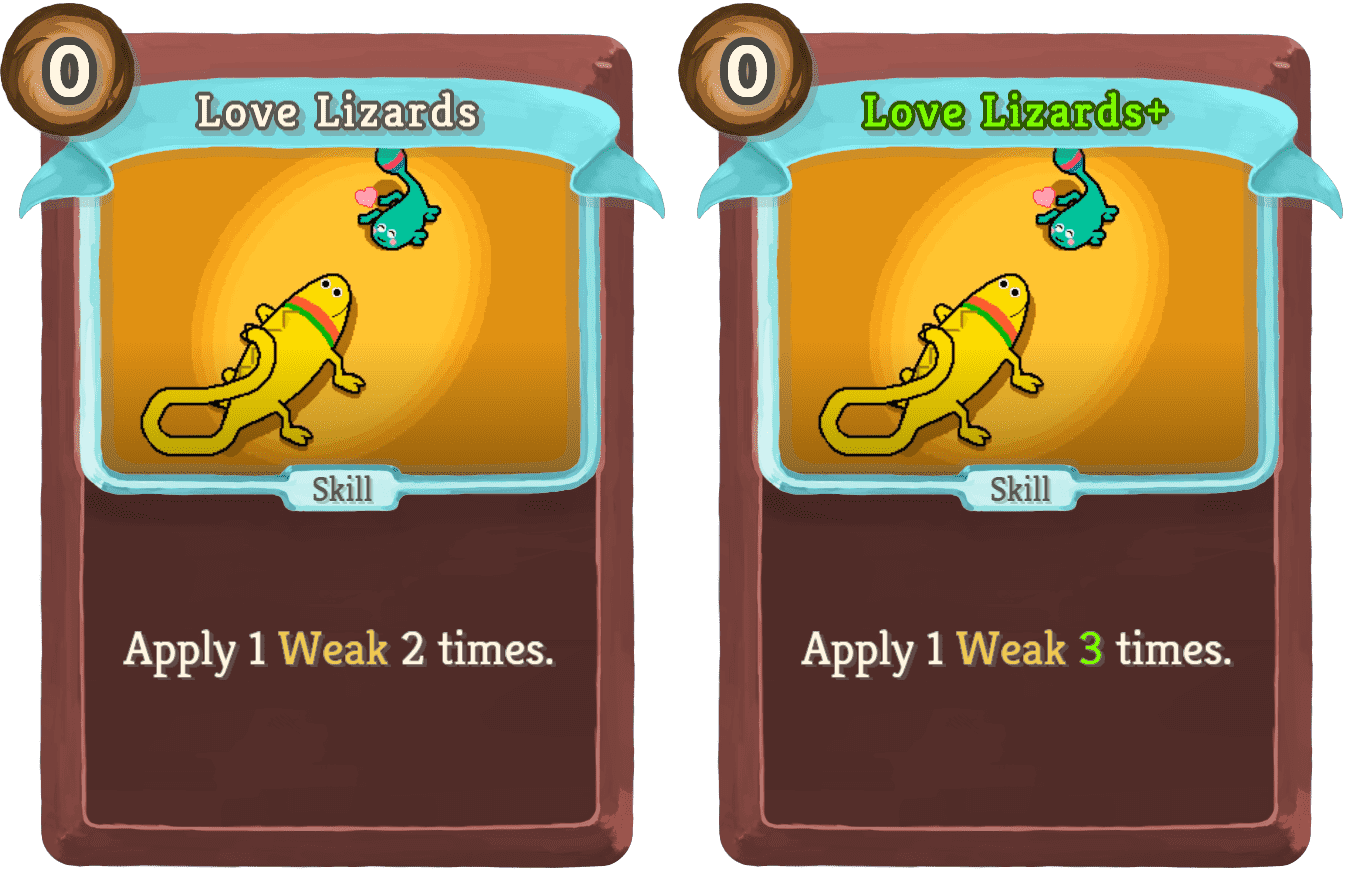 0
Love Lizards
Skill
Apply 1 Weak 2 times.
0
Love Lizards+
Skill
Apply 1 Weak 3 times.